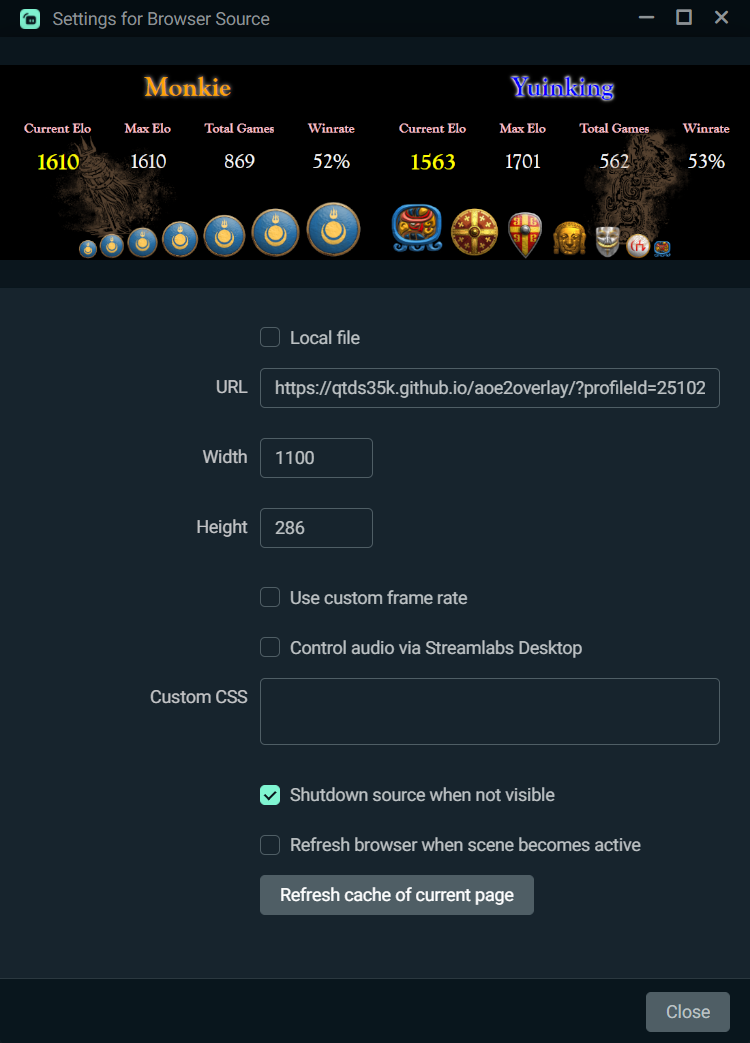 Settings for Browser Source
Monkie
Yuinking
Current Elo Max Elo Total Games Winrate
Current Elo Max Elo Total Games Winrate
1610 1610 869 52%
1563 1701 562 53%
Local file
URL https://qtds35k.github.io/aoe2overlay/?profileId=25102
Width 1100
Height 286
Use custom frame rate
Control audio via Streamlabs Desktop
Custom CSS
Shutdown source when not visible
Refresh browser when scene becomes active
Refresh cache of current page
Close